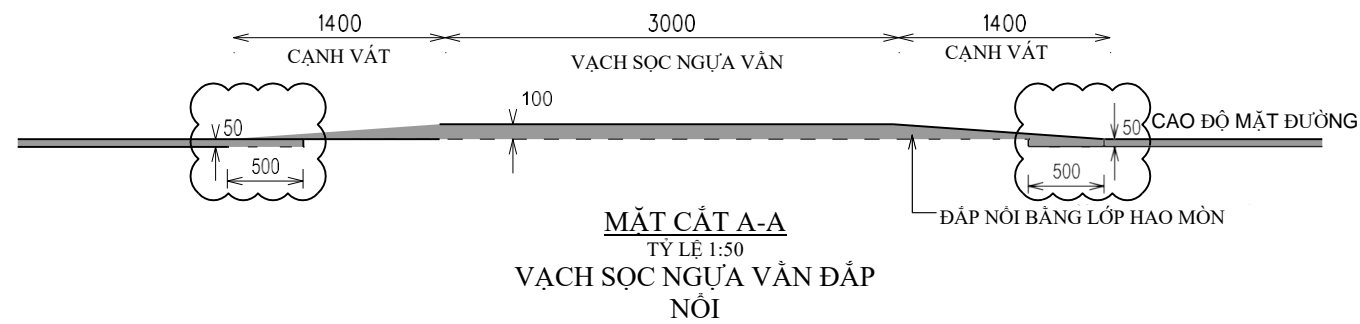 1400 3000 1400
CẠNH VÁT VẠCH SỌC NGỰA VẰN CẠNH VÁT
50 100 50 CAO ĐỘ MẶT ĐƯỜNG
500 500
ĐẮP NỔI BẰNG LỚP HAO MÒN
MẶT CẮT A-A
TỶ LỆ 1:50
VẠCH SỌC NGỰA VẰN ĐẮP
NỔI